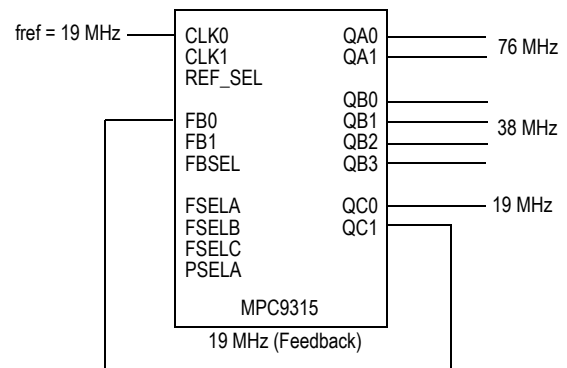 fref = 19 MHz
CLK0
CLK1
REF_SEL
FB0
FB1
FBSEL
FSELA
FSELB
FSELC
PSELA
QA0
QA1
QB0
QB1
QB2
QB3
QC0
QC1
76 MHz
38 MHz
19 MHz
MPC9315
19 MHz (Feedback)